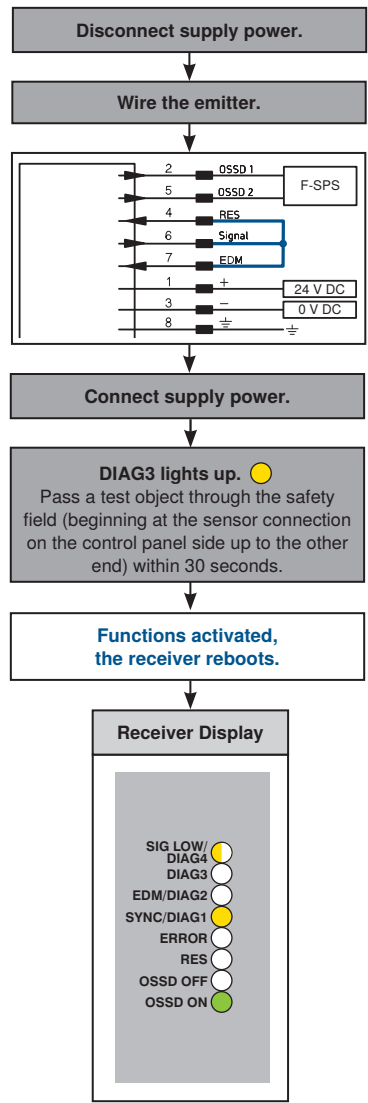 Disconnect supply power.
Wire the emitter.
2 OSSD 1
5 OSSD 2
F-SPS
4 RES
6 Signal
7 EDM
1 + 24 V DC
3 – 0 V DC
8
Connect supply power.
DIAG3 lights up.
Pass a test object through the safety
field (beginning at the sensor connection
on the control panel side up to the other
end) within 30 seconds.
Functions activated,
the receiver reboots.
Receiver Display
SIG LOW/
DIAG4
DIAG3
EDM/DIAG2
SYNC/DIAG1
ERROR
RES
OSSD OFF
OSSD ON